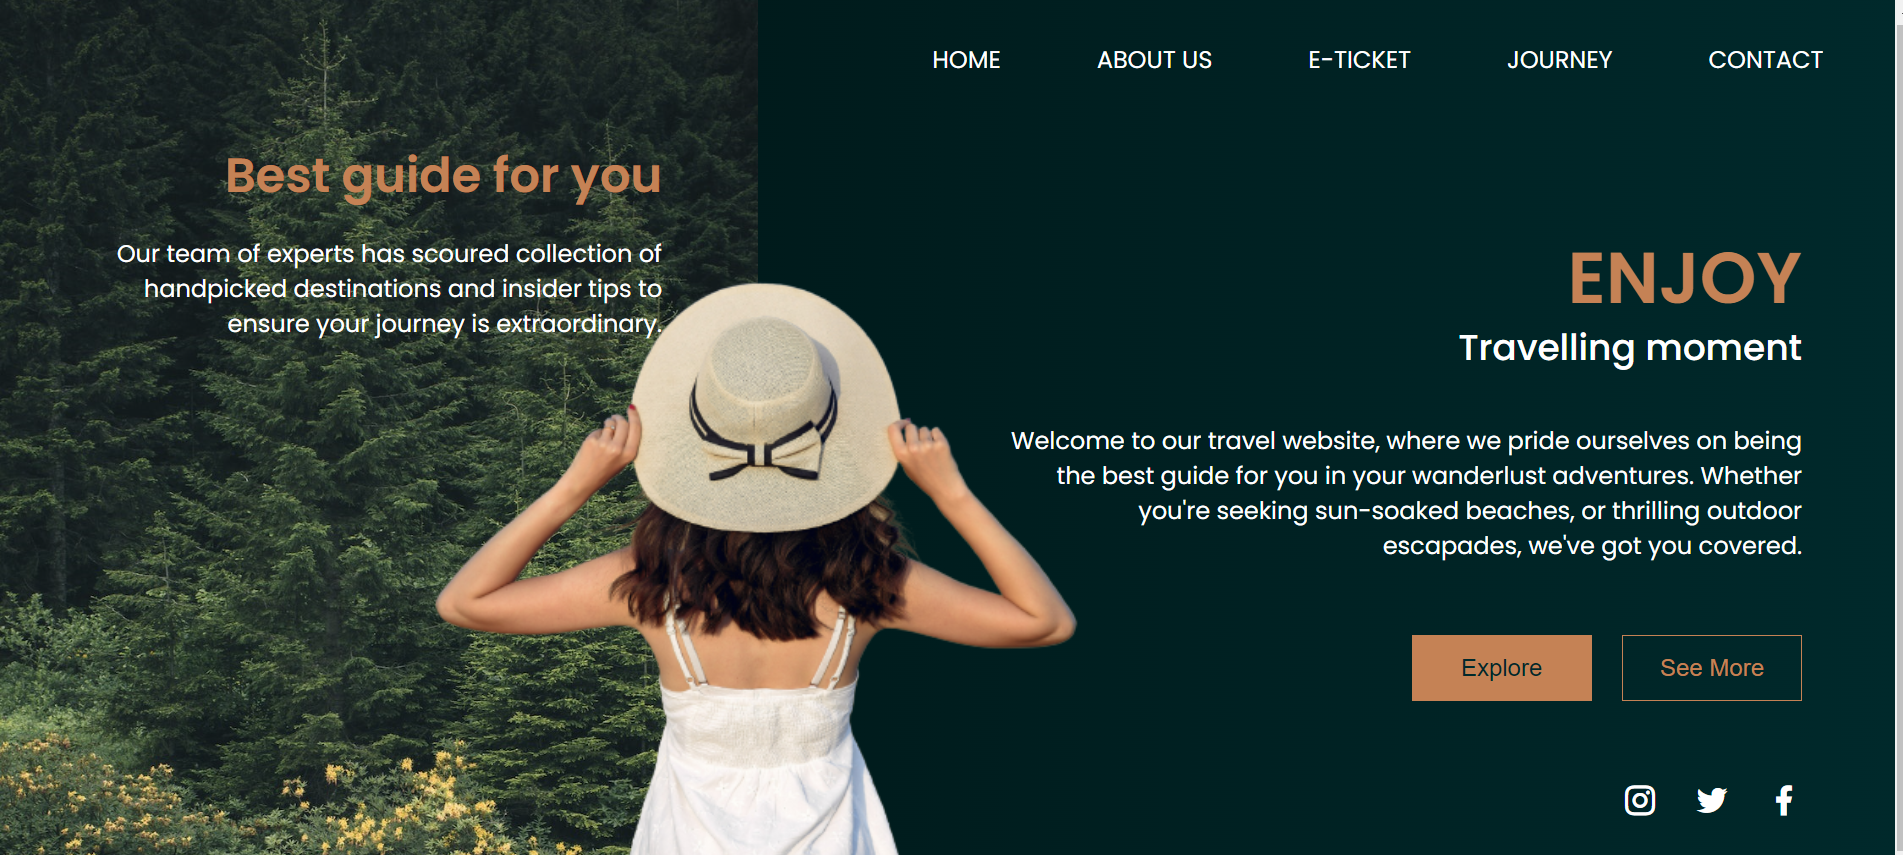 HOME ABOUT US E-TICKET JOURNEY CONTACT
Best guide for you
Our team of experts has scoured collection of
handpicked destinations and insider tips to
ensure your journey is extraordinary.
ENJOY
Travelling moment
Welcome to our travel website, where we pride ourselves on being
the best guide for you in your wanderlust adventures. Whether
you're seeking sun-soaked beaches, or thrilling outdoor
escapades, we've got you covered.
Explore See More